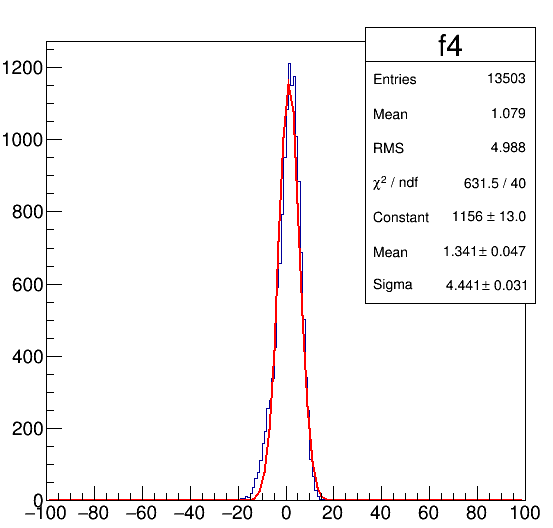 f4
Entries 13503
Mean 1.079
RMS 4.988
χ² / ndf 631.5 / 40
Constant 1156 ± 13.0
Mean 1.341± 0.047
Sigma 4.441± 0.031
1200
1000
800
600
400
200
0
−100 −80 −60 −40 −20 0 20 40 60 80 100